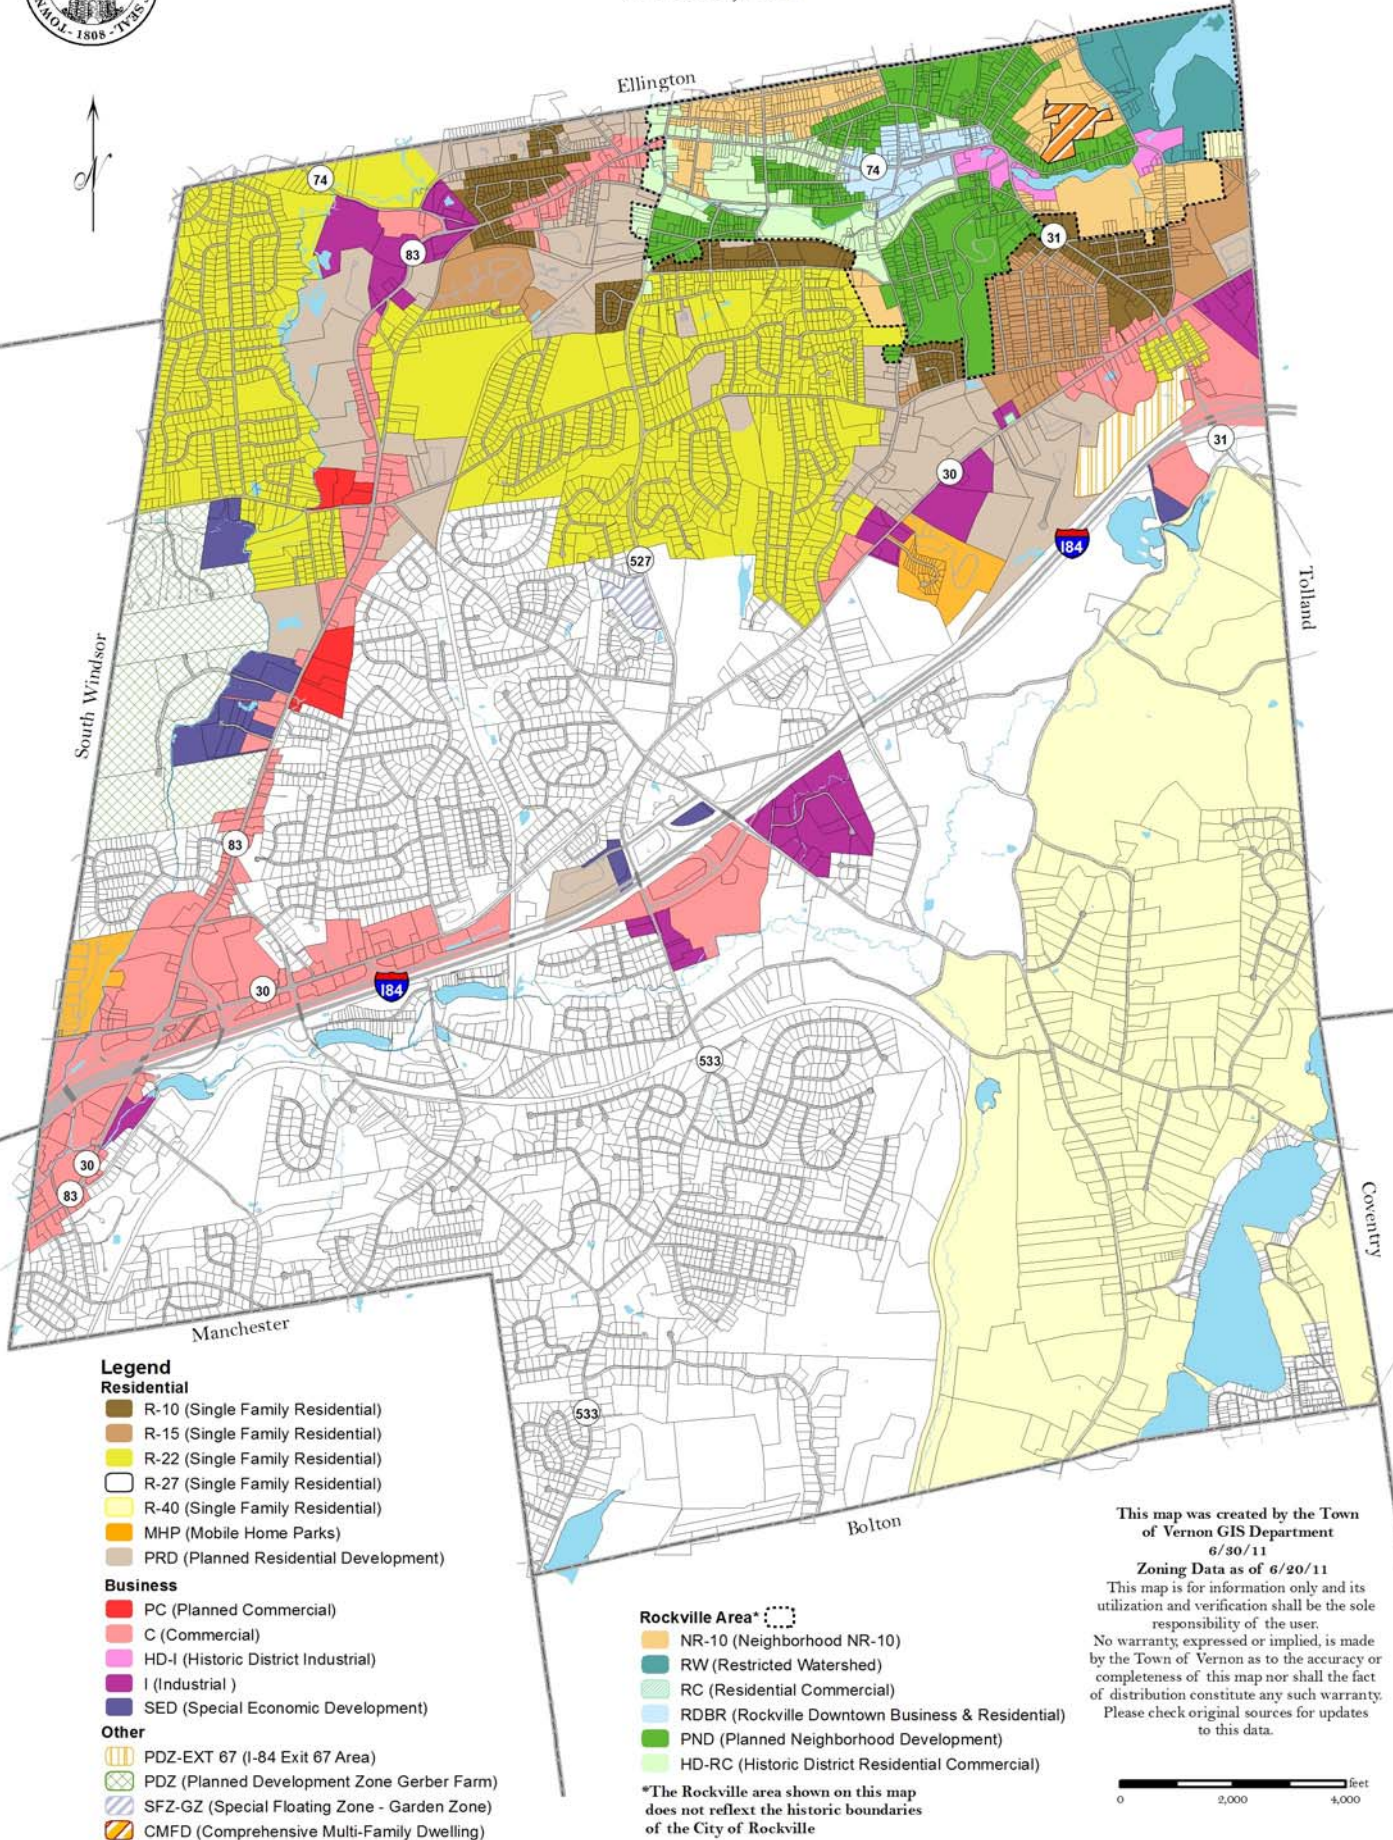 SEAL
TOWN
- 1808 -
Ellington
N
74
74
83
31
31
30
I84
527
Tolland
South Windsor
83
30
I84
533
30
83
Coventry
Manchester
533
Bolton
Legend
Residential
R-10 (Single Family Residential)
R-15 (Single Family Residential)
R-22 (Single Family Residential)
R-27 (Single Family Residential)
R-40 (Single Family Residential)
MHP (Mobile Home Parks)
PRD (Planned Residential Development)
Business
PC (Planned Commercial)
C (Commercial)
HD-I (Historic District Industrial)
I (Industrial )
SED (Special Economic Development)
Other
PDZ-EXT 67 (I-84 Exit 67 Area)
PDZ (Planned Development Zone Gerber Farm)
SFZ-GZ (Special Floating Zone - Garden Zone)
CMFD (Comprehensive Multi-Family Dwelling)
Rockville Area*
NR-10 (Neighborhood NR-10)
RW (Restricted Watershed)
RC (Residential Commercial)
RDBR (Rockville Downtown Business & Residential)
PND (Planned Neighborhood Development)
HD-RC (Historic District Residential Commercial)
*The Rockville area shown on this map
does not reflext the historic boundaries
of the City of Rockville
This map was created by the Town
of Vernon GIS Department
6/30/11
Zoning Data as of 6/20/11
This map is for information only and its
utilization and verification shall be the sole
responsibility of the user.
No warranty, expressed or implied, is made
by the Town of Vernon as to the accuracy or
completeness of this map nor shall the fact
of distribution constitute any such warranty.
Please check original sources for updates
to this data.
feet
0 2,000 4,000